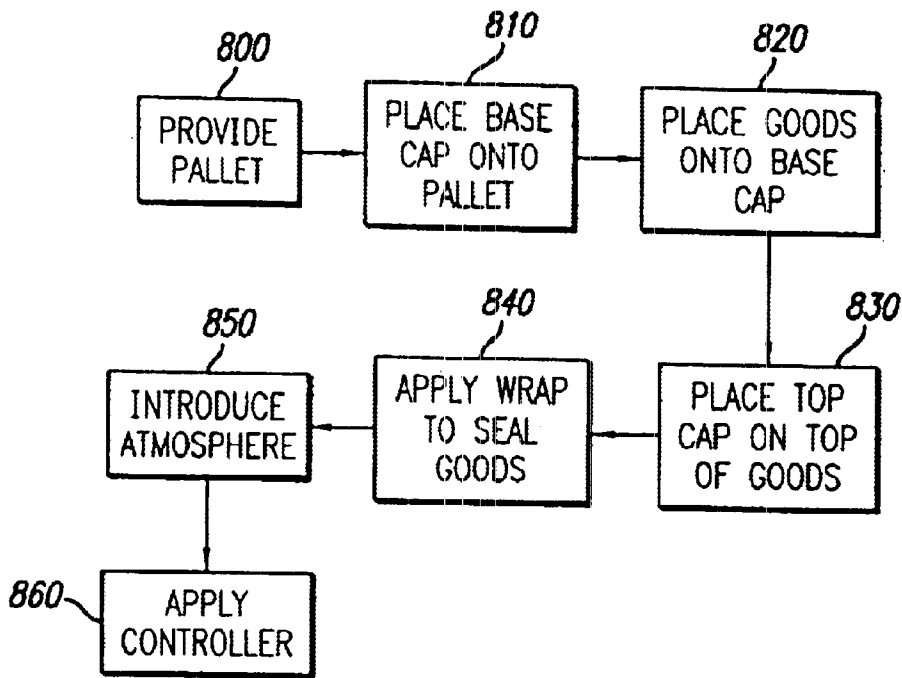 800
PROVIDE
PALLET
810
PLACE BASE
CAP ONTO
PALLET
820
PLACE GOODS
ONTO BASE
CAP
830
PLACE TOP
CAP ON TOP
OF GOODS
840
APPLY WRAP
TO SEAL
GOODS
850
INTRODUCE
ATMOSPHERE
860
APPLY
CONTROLLER